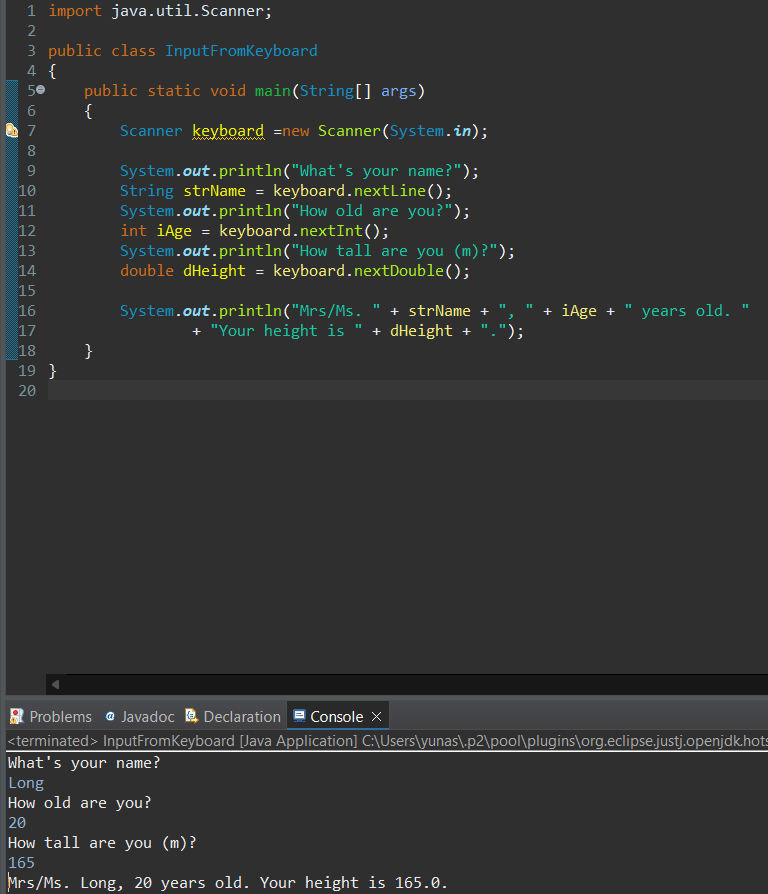 1 import java.util.Scanner;
2
3 public class InputFromKeyboard
4 {
5 public static void main(String[] args)
6 {
7 Scanner keyboard =new Scanner(System.in);
8
9 System.out.println("What's your name?");
10 String strName = keyboard.nextLine();
11 System.out.println("How old are you?");
12 int iAge = keyboard.nextInt();
13 System.out.println("How tall are you (m)?");
14 double dHeight = keyboard.nextDouble();
15
16 System.out.println("Mrs/Ms. " + strName + ", " + iAge + " years old. "
17 + "Your height is " + dHeight + ".");
18 }
19 }
20
Problems Javadoc Declaration Console
<terminated> InputFromKeyboard [Java Application] C:\Users\yunas\.p2\pool\plugins\org.eclipse.justj.openjdk.hots
What's your name?
Long
How old are you?
20
How tall are you (m)?
165
Mrs/Ms. Long, 20 years old. Your height is 165.0.